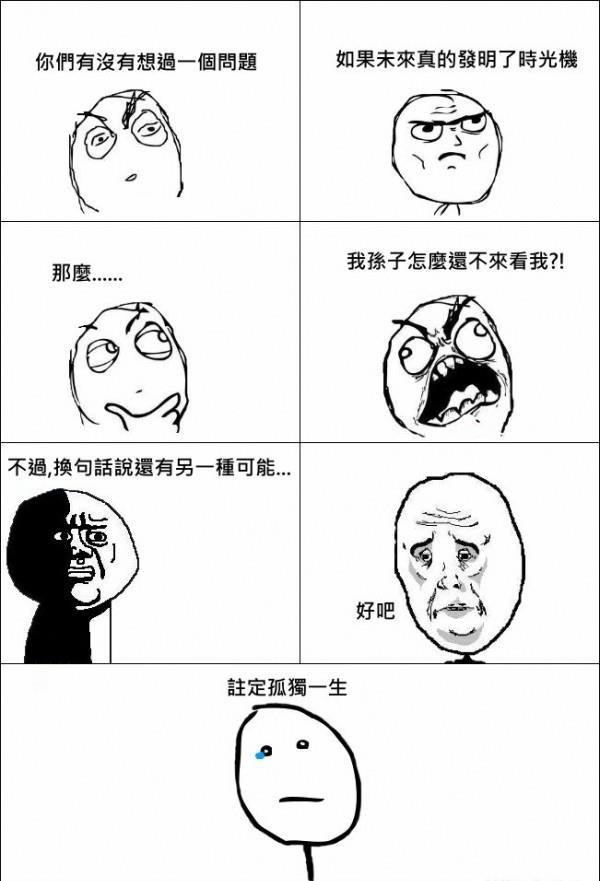 你們有沒有想過一個問題
如果未來真的發明了時光機
那麼......
我孫子怎麼還不來看我?!
不過,換句話說還有另一種可能...
好吧
註定孤獨一生